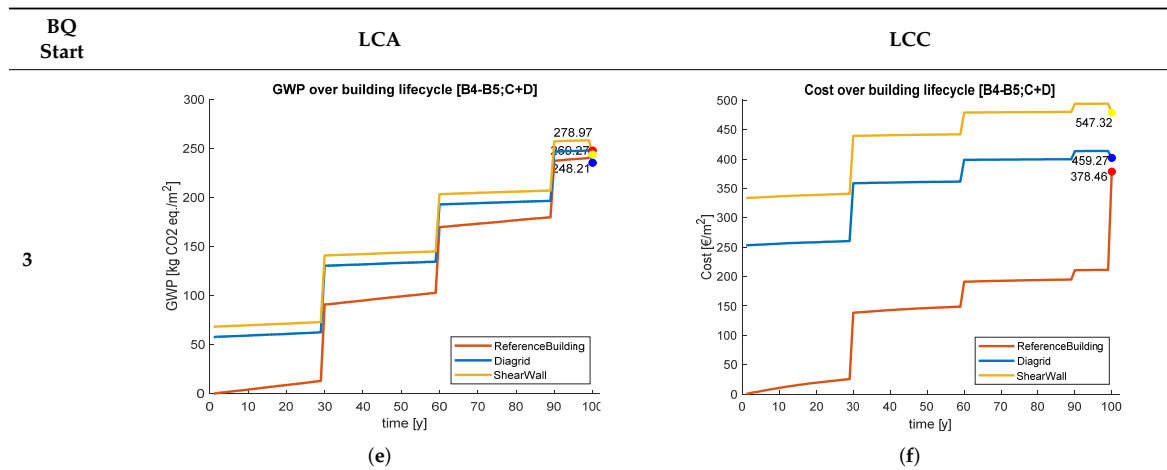 BQ
Start
LCA
LCC
3
GWP over building lifecycle [B4-B5;C+D]
GWP [kg CO2 eq./m²]
300
250
200
150
100
50
0
0 10 20 30 40 50 60 70 80 90 100
time [y]
278.97
269.27
248.21
ReferenceBuilding
Diagrid
ShearWall
(e)
Cost over building lifecycle [B4-B5;C+D]
Cost [€/m²]
500
450
400
350
300
250
200
150
100
50
0
0 10 20 30 40 50 60 70 80 90 100
time [y]
547.32
459.27
378.46
ReferenceBuilding
Diagrid
ShearWall
(f)